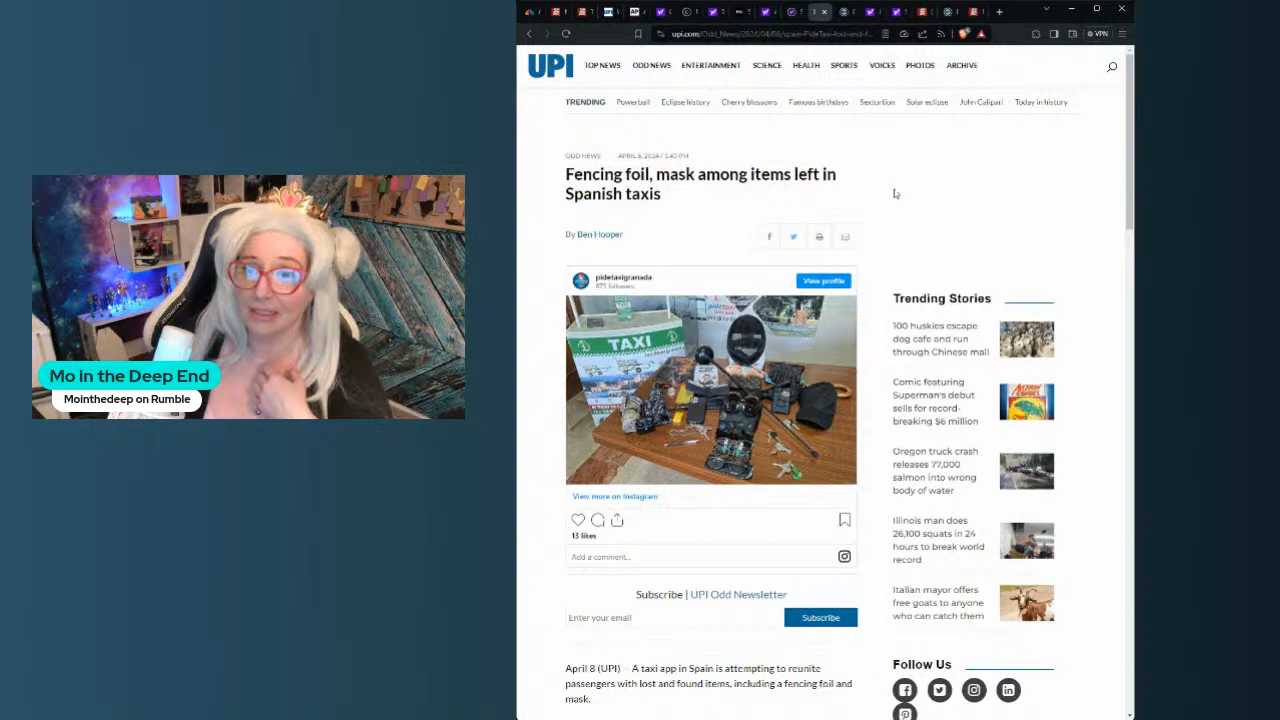 VPN
UPI
TOP NEWS
ODD NEWS
ENTERTAINMENT
SCIENCE
HEALTH
SPORTS
VOICES
PHOTOS
ARCHIVE
TRENDING
Powerball
Eclipse history
Cherry blossoms
Famous birthdays
Sextortion
Solar eclipse
John Calipari
Today in history
ODD NEWS
Fencing foil, mask among items left in
Spanish taxis
By Ben Hooper
pidetaxigranada
View profile
TAXI
View more on Instagram
13 likes
Add a comment...
Subscribe | UPI Odd Newsletter
Enter your email
Subscribe
April 8 (UPI) — A taxi app in Spain is attempting to reunite
passengers with lost and found items, including a fencing foil and
mask.
Trending Stories
100 huskies escape
dog cafe and run
through Chinese mall
Comic featuring
Superman's debut
sells for record-
breaking $6 million
Oregon truck crash
releases 77,000
salmon into wrong
body of water
Illinois man does
26,100 squats in 24
hours to break world
record
Italian mayor offers
free goats to anyone
who can catch them
Follow Us
Mo in the Deep End
MoInthedeep on Rumble